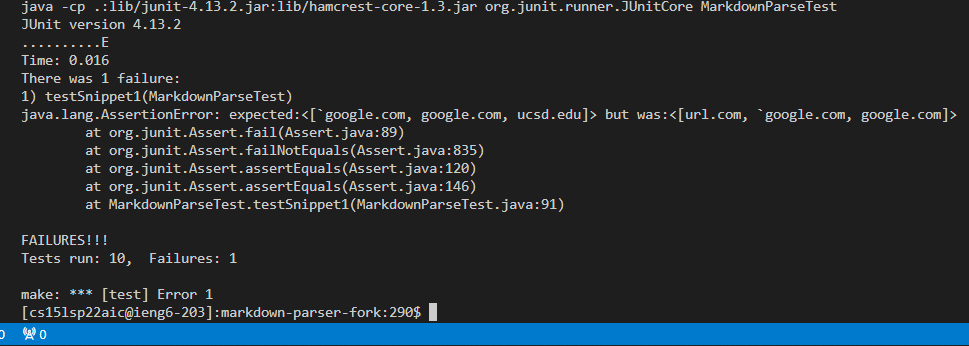 java -cp .:lib/junit-4.13.2.jar:lib/hamcrest-core-1.3.jar org.junit.runner.JUnitCore MarkdownParseTest
JUnit version 4.13.2
..........E
Time: 0.016
There was 1 failure:
1) testSnippet1(MarkdownParseTest)
java.lang.AssertionError: expected:<[`google.com, google.com, ucsd.edu]> but was:<[url.com, `google.com, google.com]>
        at org.junit.Assert.fail(Assert.java:89)
        at org.junit.Assert.failNotEquals(Assert.java:835)
        at org.junit.Assert.assertEquals(Assert.java:120)
        at org.junit.Assert.assertEquals(Assert.java:146)
        at MarkdownParseTest.testSnippet1(MarkdownParseTest.java:91)
FAILURES!!!
Tests run: 10,  Failures: 1
make: *** [test] Error 1
[cs15lsp22aic@ieng6-203]:markdown-parser-fork:290$
0 0